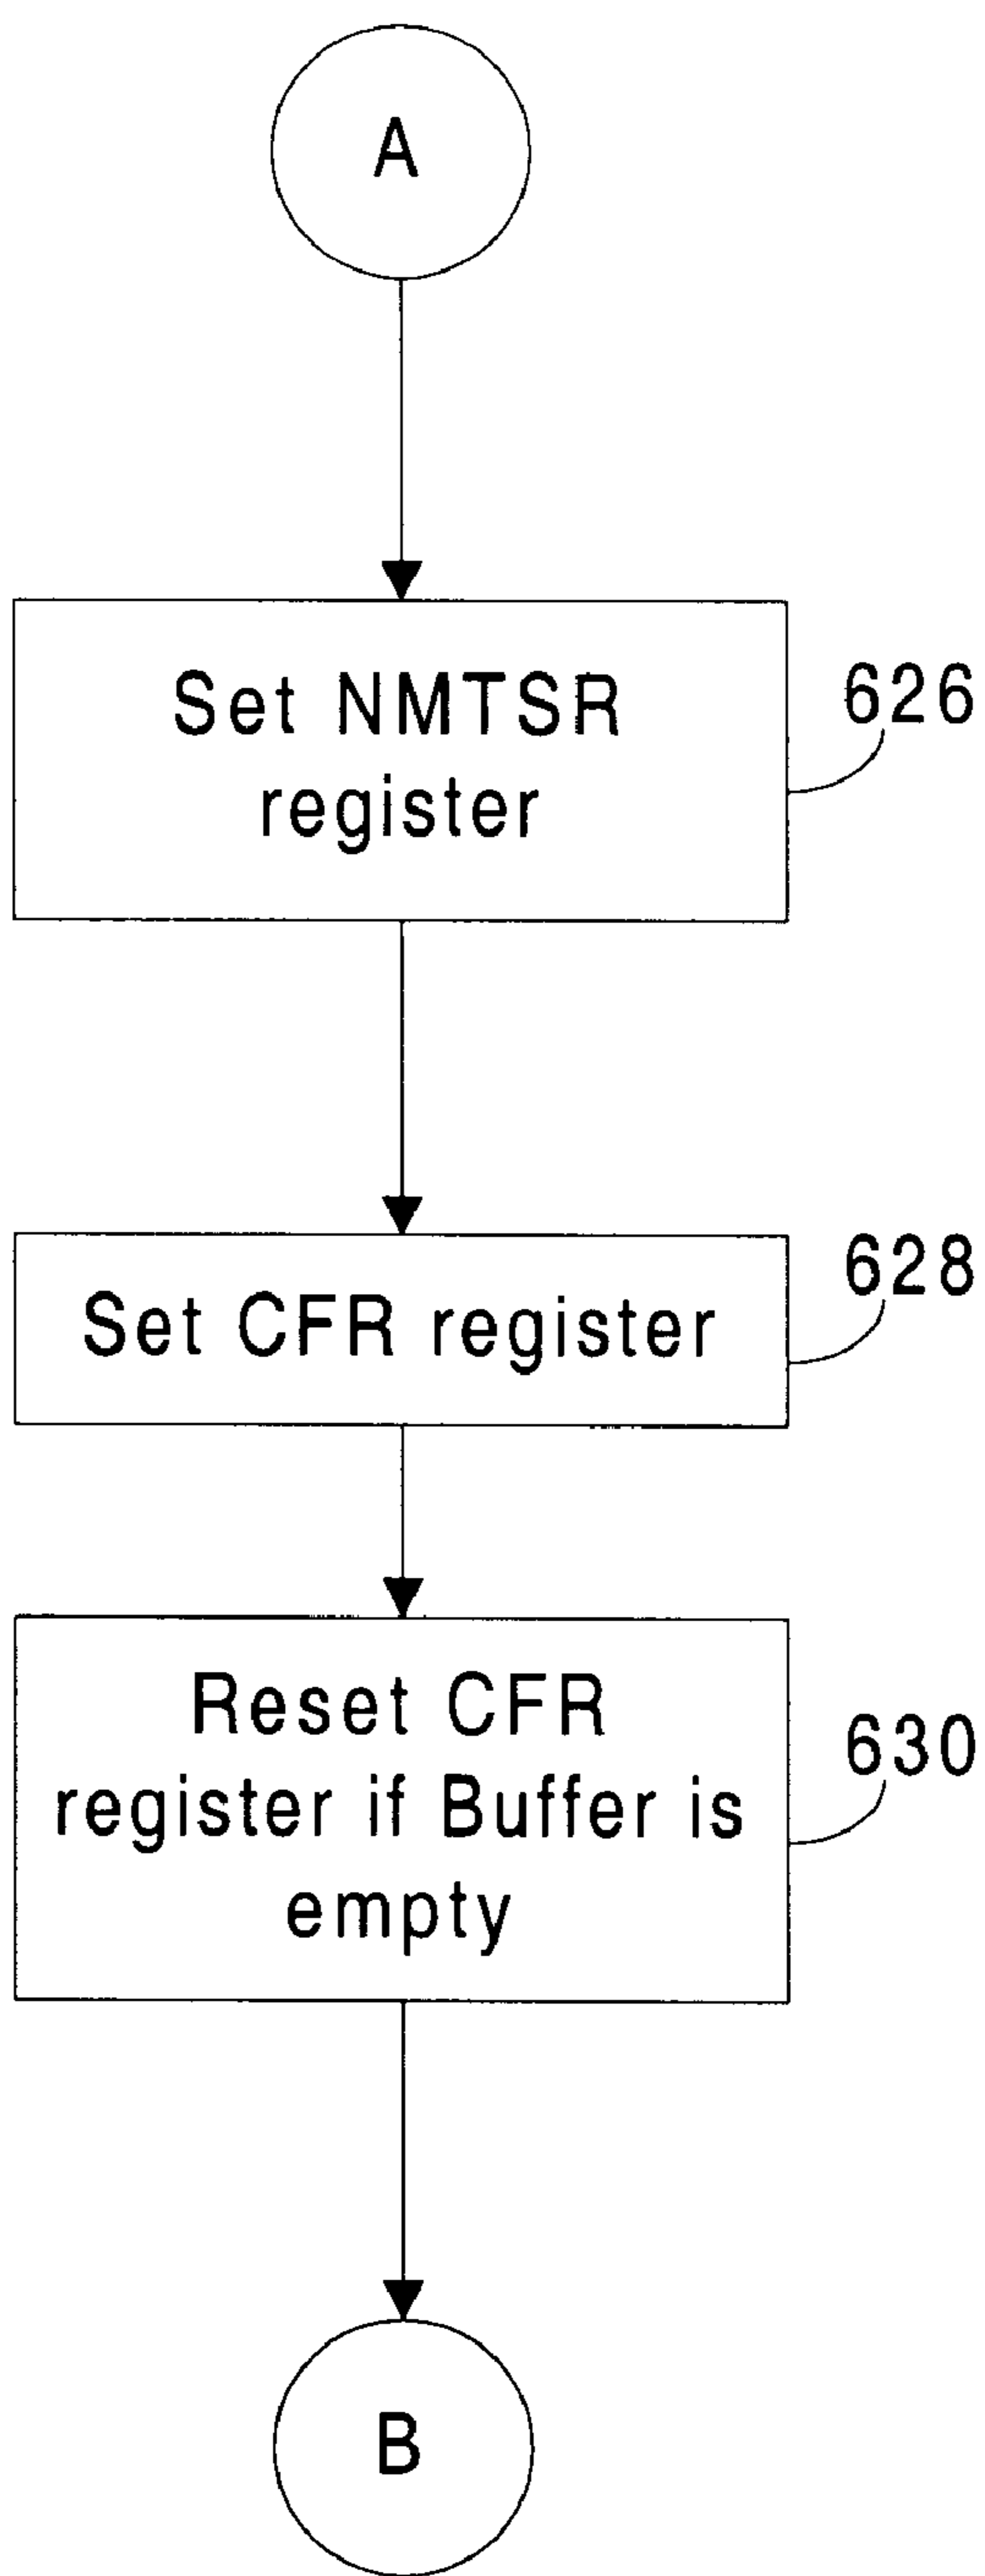 A
Set NMTSR
register
626
Set CFR register
628
Reset CFR
register if Buffer is
empty
630
B